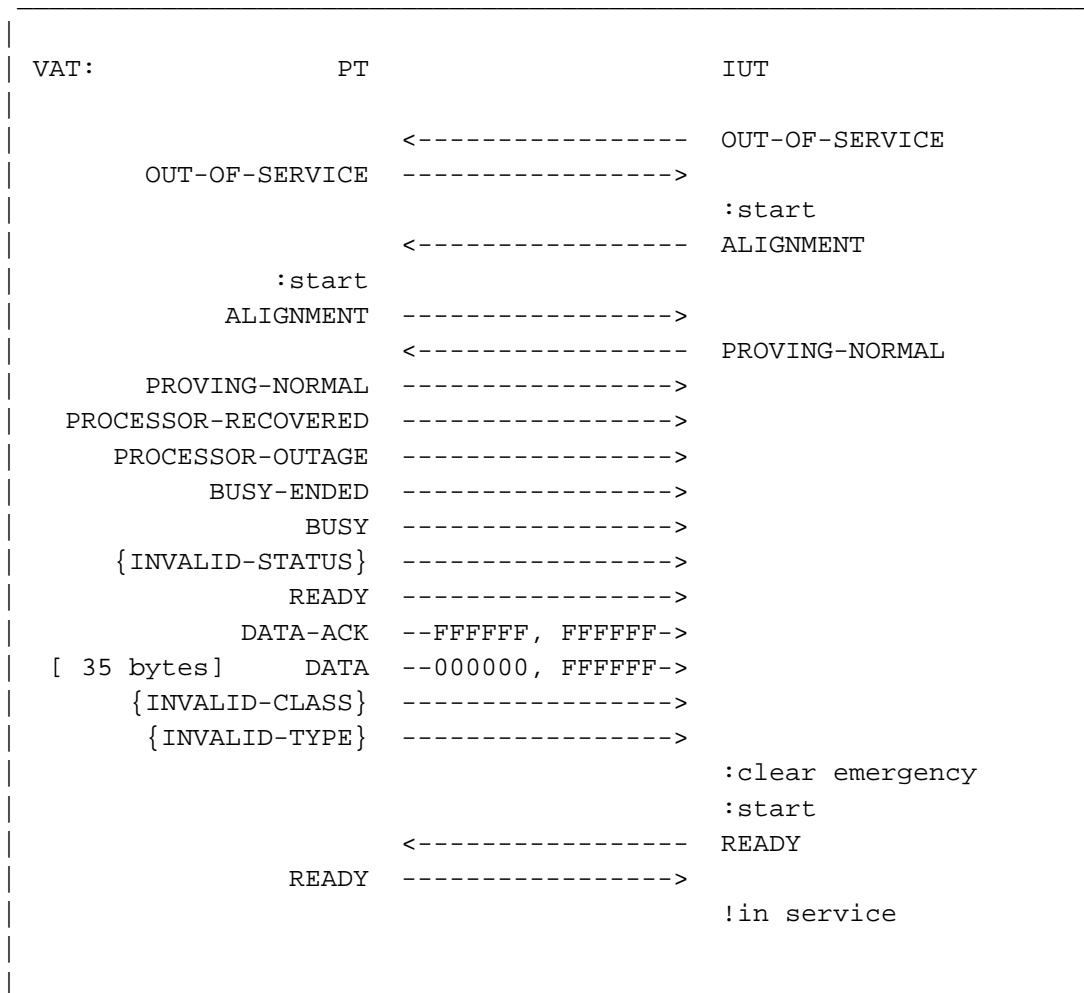 VAT: PT IUT
<----------------- OUT-OF-SERVICE
OUT-OF-SERVICE ----------------->
:start
<----------------- ALIGNMENT
:start
ALIGNMENT ----------------->
<----------------- PROVING-NORMAL
PROVING-NORMAL ----------------->
PROCESSOR-RECOVERED ----------------->
PROCESSOR-OUTAGE ----------------->
BUSY-ENDED ----------------->
BUSY ----------------->
{INVALID-STATUS} ----------------->
READY ----------------->
DATA-ACK --FFFFFF, FFFFFF->
[ 35 bytes] DATA --000000, FFFFFF->
{INVALID-CLASS} ----------------->
{INVALID-TYPE} ----------------->
:clear emergency
:start
<----------------- READY
READY ----------------->
!in service